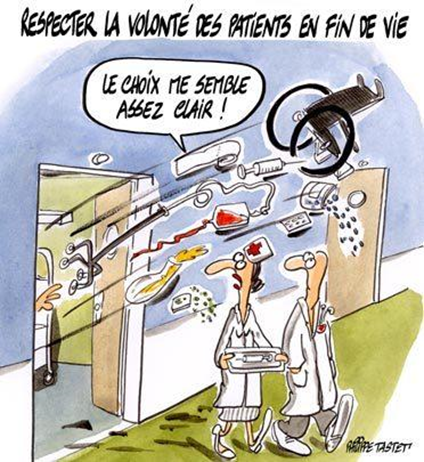 RESPECTER LA VOLONTÉ DES PATIENTS EN FIN DE VIE
LE CHOIX ME SEMBLE
ASSEZ CLAIR !
PHILIPPE TASTET